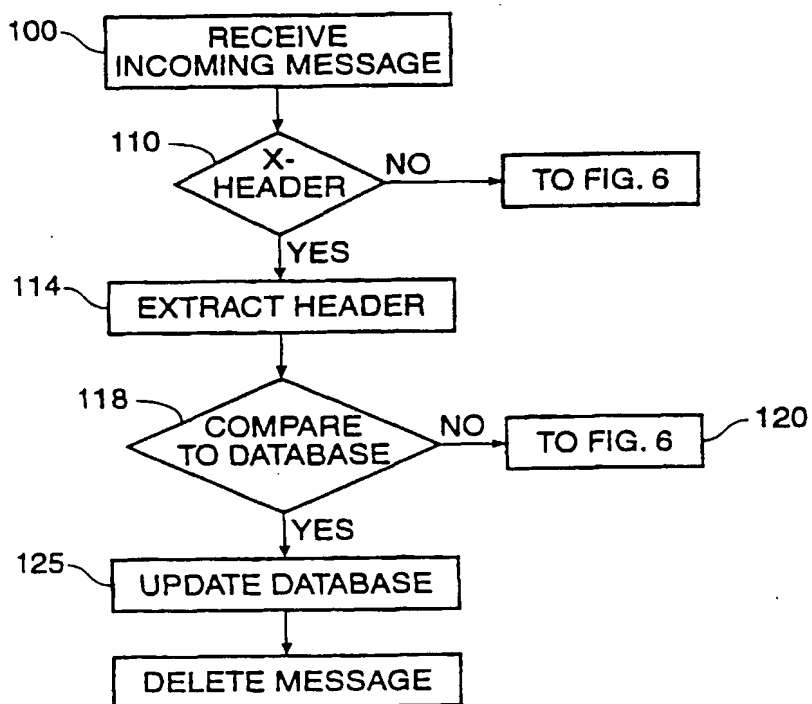 100
RECEIVE
INCOMING MESSAGE
110
X-
HEADER
NO
TO FIG. 6
YES
114
EXTRACT HEADER
118
COMPARE
TO DATABASE
NO
TO FIG. 6
120
YES
125
UPDATE DATABASE
DELETE MESSAGE